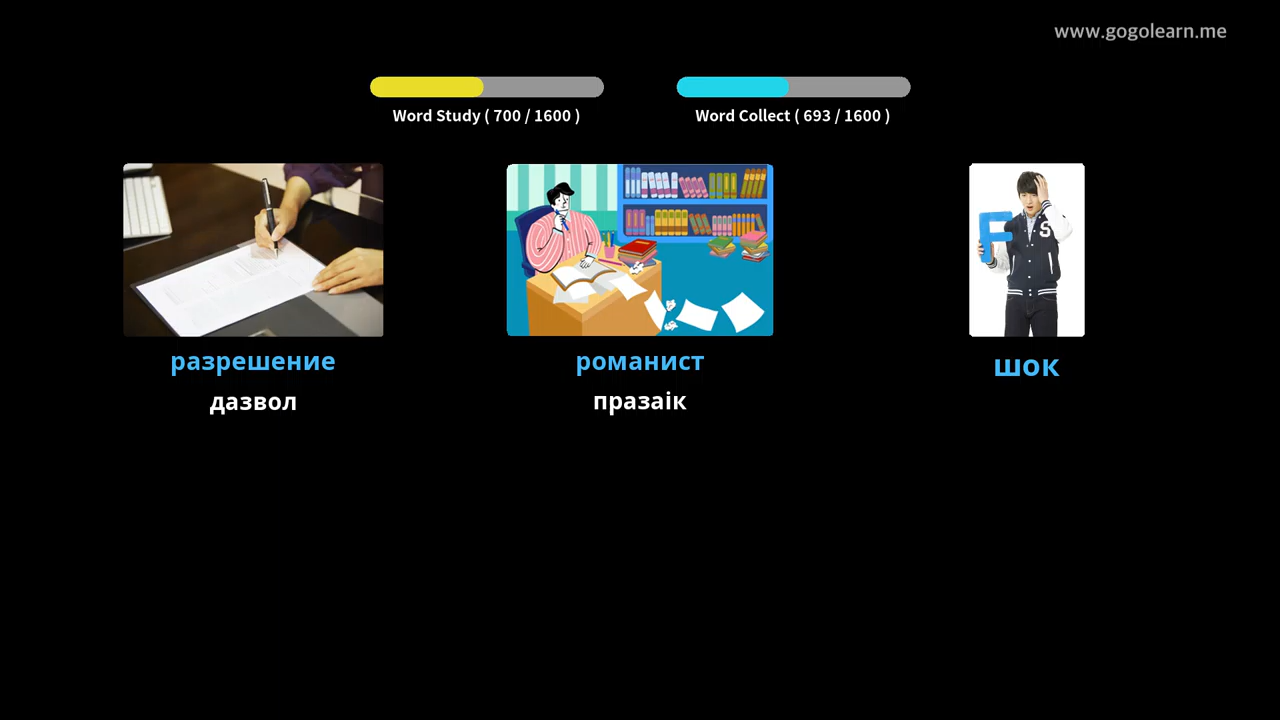 www.gogolearn.me
Word Study ( 700 / 1600 )
Word Collect ( 693 / 1600 )
разрешение
романист
шок
дазвол
празаік
F
S